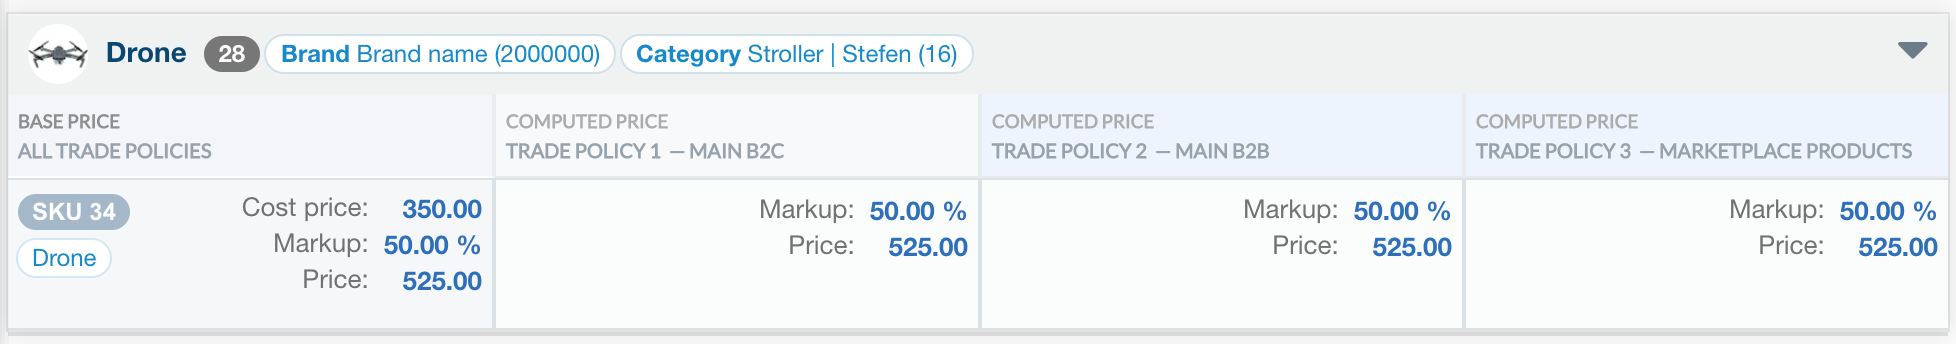 Drone 28 Brand Brand name (2000000) Category Stroller | Stefen (16)
BASE PRICE
ALL TRADE POLICIES
COMPUTED PRICE
TRADE POLICY 1 — MAIN B2C
COMPUTED PRICE
TRADE POLICY 2 — MAIN B2B
COMPUTED PRICE
TRADE POLICY 3 — MARKETPLACE PRODUCTS
SKU 34
Drone
Cost price: 350.00
Markup: 50.00 %
Price: 525.00
Markup: 50.00 %
Price: 525.00
Markup: 50.00 %
Price: 525.00
Markup: 50.00 %
Price: 525.00